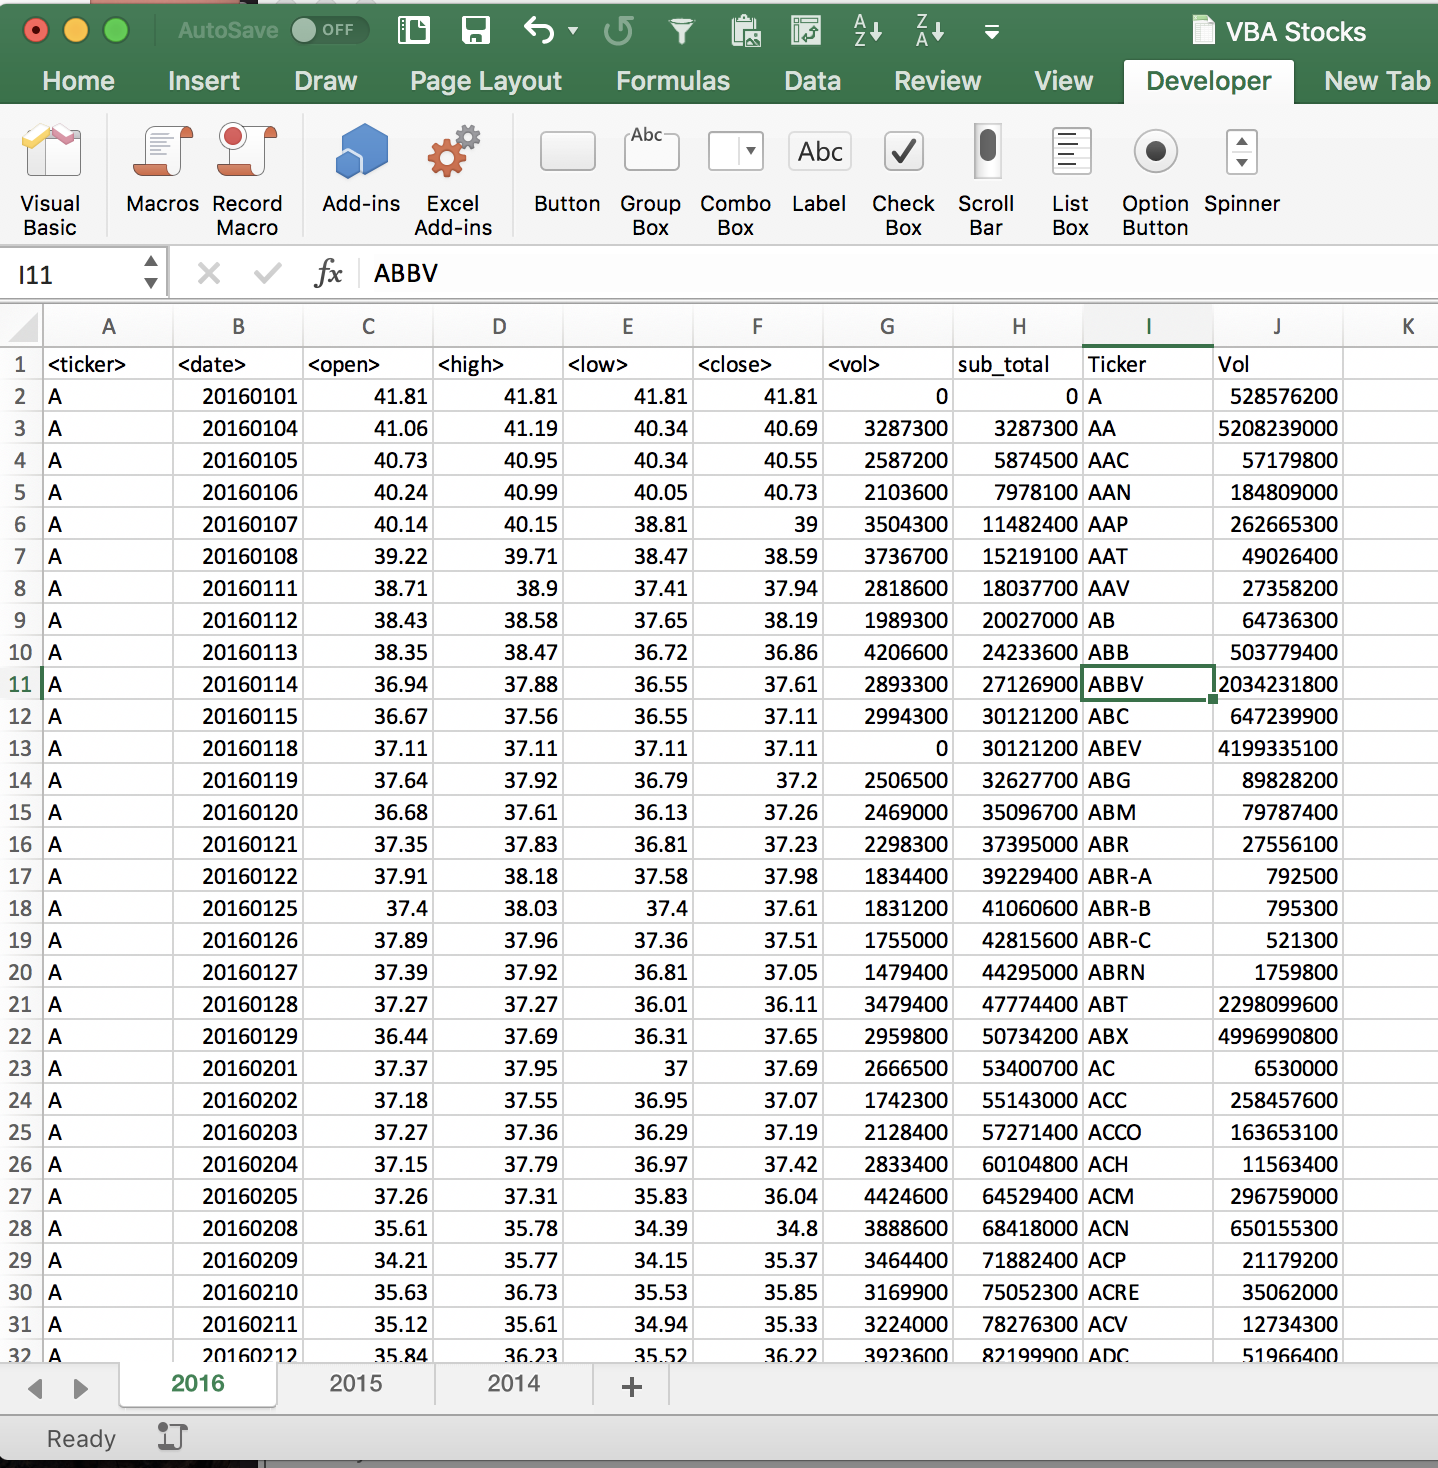 AutoSave OFF A Z Z A VBA Stocks
Home Insert Draw Page Layout Formulas Data Review View Developer New Tab
Abc Abc
Visual Basic Macros Record Macro Add-ins Excel Add-ins Button Group Box Combo Box Label Check Box Scroll Bar List Box Option Button Spinner
I11 fx ABBV
A B C D E F G H I J K
1 <ticker> <date> <open> <high> <low> <close> <vol> sub_total Ticker Vol
2 A 20160101 41.81 41.81 41.81 41.81 0 0 A 528576200
3 A 20160104 41.06 41.19 40.34 40.69 3287300 3287300 AA 5208239000
4 A 20160105 40.73 40.95 40.34 40.55 2587200 5874500 AAC 57179800
5 A 20160106 40.24 40.99 40.05 40.73 2103600 7978100 AAN 184809000
6 A 20160107 40.14 40.15 38.81 39 3504300 11482400 AAP 262665300
7 A 20160108 39.22 39.71 38.47 38.59 3736700 15219100 AAT 49026400
8 A 20160111 38.71 38.9 37.41 37.94 2818600 18037700 AAV 27358200
9 A 20160112 38.43 38.58 37.65 38.19 1989300 20027000 AB 64736300
10 A 20160113 38.35 38.47 36.72 36.86 4206600 24233600 ABB 503779400
11 A 20160114 36.94 37.88 36.55 37.61 2893300 27126900 ABBV 2034231800
12 A 20160115 36.67 37.56 36.55 37.11 2994300 30121200 ABC 647239900
13 A 20160118 37.11 37.11 37.11 37.11 0 30121200 ABEV 4199335100
14 A 20160119 37.64 37.92 36.79 37.2 2506500 32627700 ABG 89828200
15 A 20160120 36.68 37.61 36.13 37.26 2469000 35096700 ABM 79787400
16 A 20160121 37.35 37.83 36.81 37.23 2298300 37395000 ABR 27556100
17 A 20160122 37.91 38.18 37.58 37.98 1834400 39229400 ABR-A 792500
18 A 20160125 37.4 38.03 37.4 37.61 1831200 41060600 ABR-B 795300
19 A 20160126 37.89 37.96 37.36 37.51 1755000 42815600 ABR-C 521300
20 A 20160127 37.39 37.92 36.81 37.05 1479400 44295000 ABRN 1759800
21 A 20160128 37.27 37.27 36.01 36.11 3479400 47774400 ABT 2298099600
22 A 20160129 36.44 37.69 36.31 37.65 2959800 50734200 ABX 4996990800
23 A 20160201 37.37 37.95 37 37.69 2666500 53400700 AC 6530000
24 A 20160202 37.18 37.55 36.95 37.07 1742300 55143000 ACC 258457600
25 A 20160203 37.27 37.36 36.29 37.19 2128400 57271400 ACCO 163653100
26 A 20160204 37.15 37.79 36.97 37.42 2833400 60104800 ACH 11563400
27 A 20160205 37.26 37.31 35.83 36.04 4424600 64529400 ACM 296759000
28 A 20160208 35.61 35.78 34.39 34.8 3888600 68418000 ACN 650155300
29 A 20160209 34.21 35.77 34.15 35.37 3464400 71882400 ACP 21179200
30 A 20160210 35.63 36.73 35.53 35.85 3169900 75052300 ACRE 35062000
31 A 20160211 35.12 35.61 34.94 35.33 3224000 78276300 ACV 12734300
32 A 20160212 35.84 36.23 35.52 36.22 3923600 82199900 ADC 51966400
2016 2015 2014 +
Ready